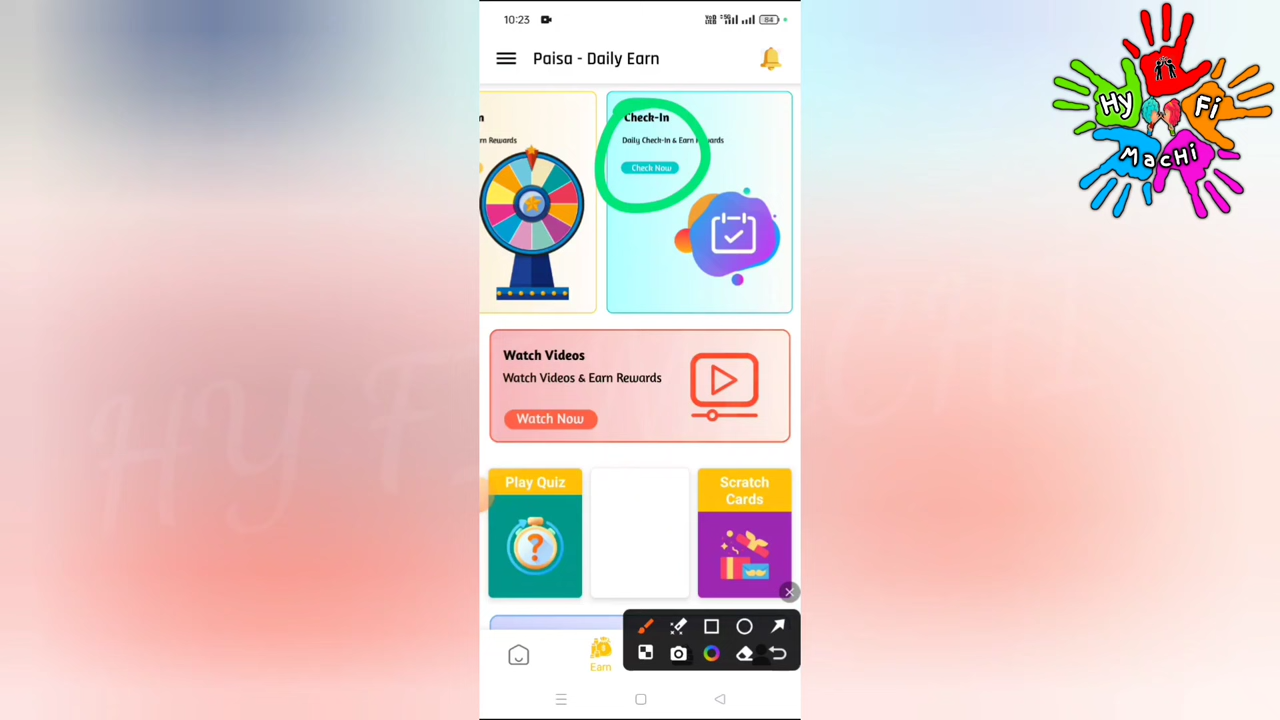 10:23
84
Paisa - Daily Earn
Check-In
rn Rewards
Daily Check-In & Earn Rewards
Check Now
Watch Videos
Watch Videos & Earn Rewards
Watch Now
Play Quiz
Scratch
Cards
Earn
Hy
Fi
MacHi